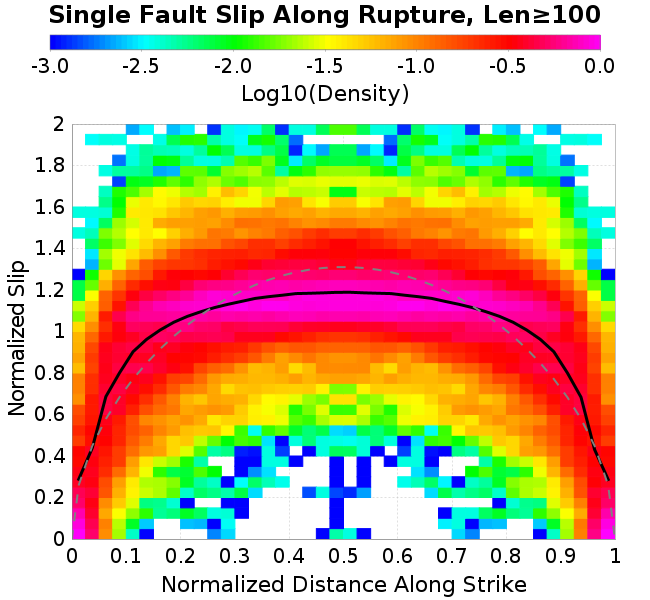 Single Fault Slip Along Rupture, Len≥100
-3.0 -2.5 -2.0 -1.5 -1.0 -0.5 0.0
Log10(Density)
Normalized Slip
2
1.8
1.6
1.4
1.2
1
0.8
0.6
0.4
0.2
0
0 0.1 0.2 0.3 0.4 0.5 0.6 0.7 0.8 0.9 1
Normalized Distance Along Strike